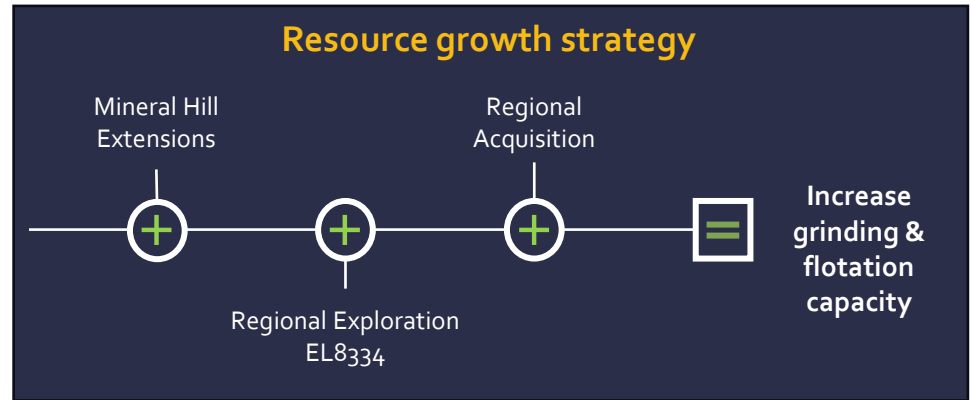 Resource growth strategy
Mineral Hill
Extensions
Regional
Acquisition
+
+
+
=
Increase
grinding &
flotation
capacity
Regional Exploration
EL8334